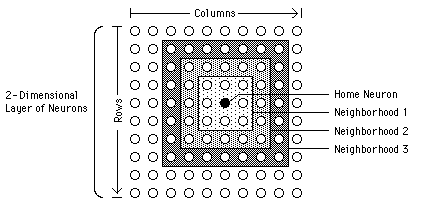 Columns
2-Dimensional
Layer of Neurons
Rows
Home Neuron
Neighborhood 1
Neighborhood 2
Neighborhood 3